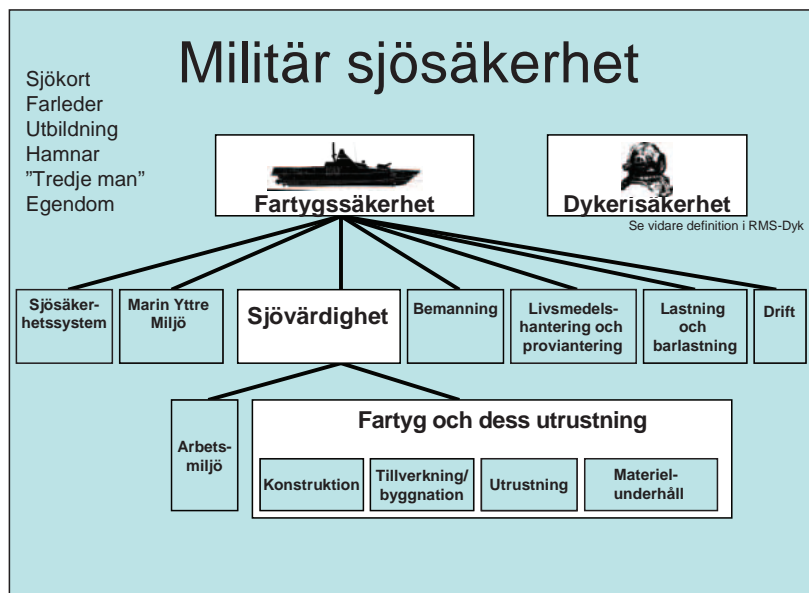 Militär sjösäkerhet
Sjökort
Farleder
Utbildning
Hamnar
”Tredje man”
Egendom
Fartygssäkerhet
Dykerisäkerhet
Se vidare definition i RMS-Dyk
Sjösäker-
hetssystem
Marin Yttre
Miljö
Sjövärdighet
Bemanning
Livsmedels-
hantering och
proviantering
Lastning
och
barlastning
Drift
Arbets-
miljö
Fartyg och dess utrustning
Konstruktion
Tillverkning/
byggnation
Utrustning
Materiel-
underhåll